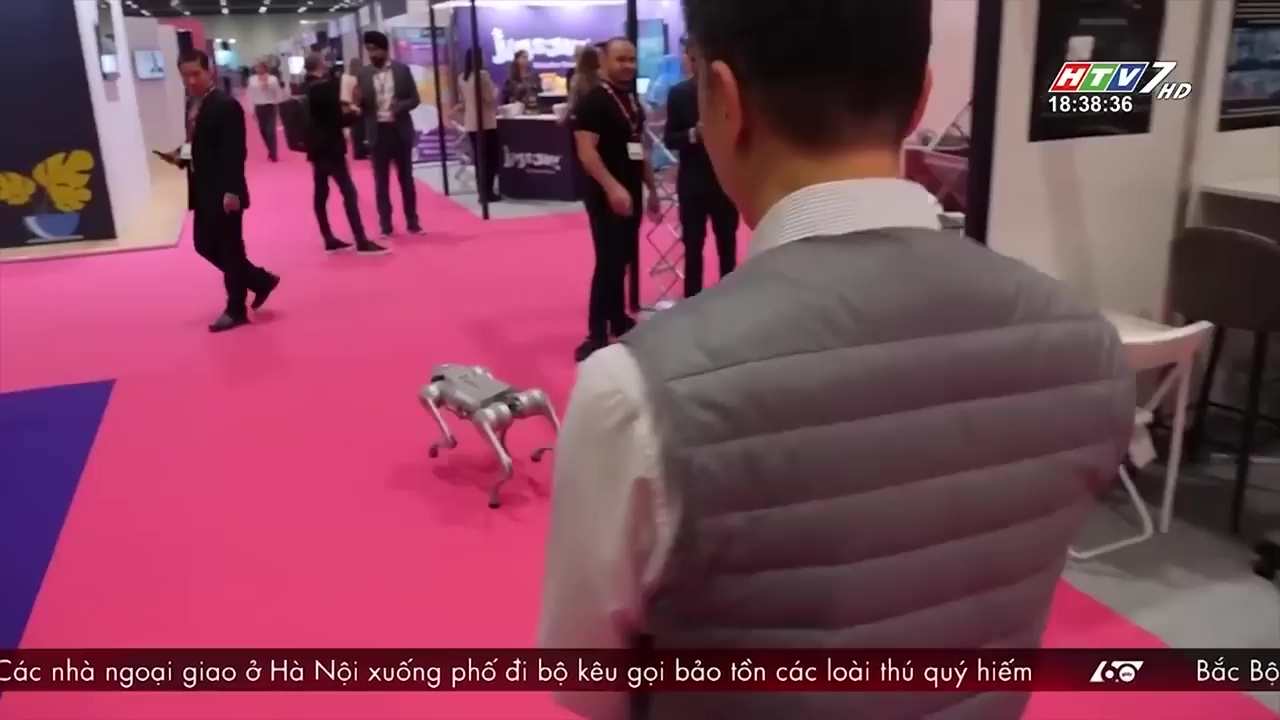 HTV7 HD
18:38:36
Các nhà ngoại giao ở Hà Nội xuống phố đi bộ kêu gọi bảo tồn các loài thú quý hiếm
Bắc Bộ